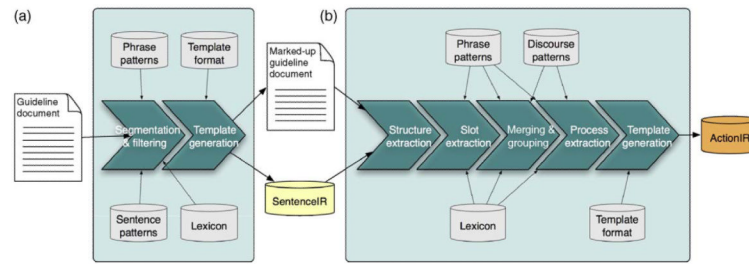 (a)
Phrase
patterns
Template
format
Guideline
document
Segmentation
& filtering
Template
generation
Sentence
patterns
Lexicon
Marked-up
guideline
document
SentenceIR
(b)
Phrase
patterns
Discourse
patterns
Structure
extraction
Slot
extraction
Merging &
grouping
Process
extraction
Template
generation
Lexicon
Template
format
ActionIR